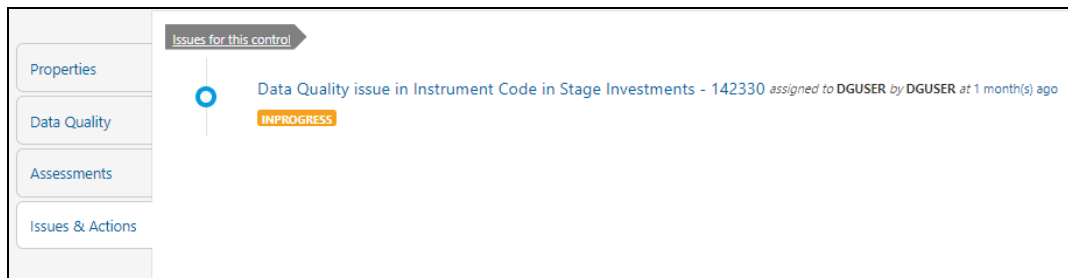 Issues for this control
Properties
Data Quality issue in Instrument Code in Stage Investments - 142330 assigned to DGUSER by DGUSER at 1 month(s) ago
INPROGRESS
Data Quality
Assessments
Issues & Actions